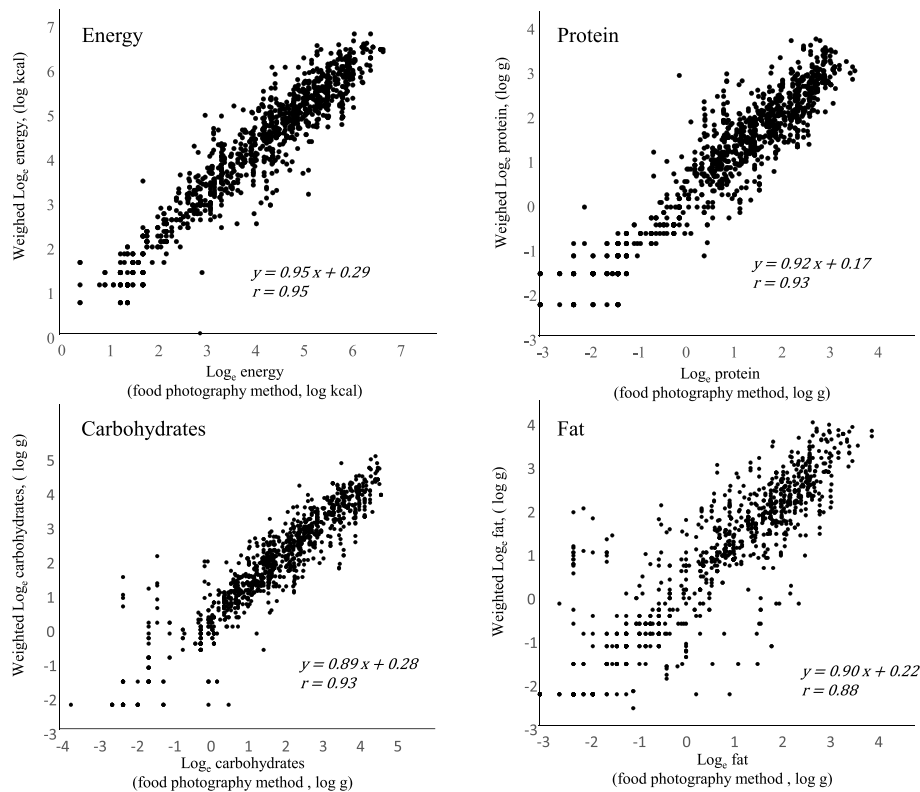 Energy
Weighed Logₑ energy, (log kcal)
7
6
5
4
3
2
1
0
y = 0.95 x + 0.29
r = 0.95
0 1 2 3 4 5 6 7
Logₑ energy
(food photography method, log kcal)
Protein
Weighed Logₑ protein, (log g)
4
3
2
1
0
-1
-2
-3
y = 0.92 x + 0.17
r = 0.93
-3 -2 -1 0 1 2 3 4
Logₑ protein
(food photography method, log g)
Carbohydrates
Weighted Logₑ carbohydrates, ( log g)
5
4
3
2
1
0
-1
-2
-3
y = 0.89 x + 0.28
r = 0.93
-4 -3 -2 -1 0 1 2 3 4 5
Logₑ carbohydrates
(food photography method , log g)
Fat
Weighted Logₑ fat, ( log g)
4
3
2
1
0
-1
-2
-3
y = 0.90 x + 0.22
r = 0.88
-3 -2 -1 0 1 2 3 4
Logₑ fat
(food photography method , log g)